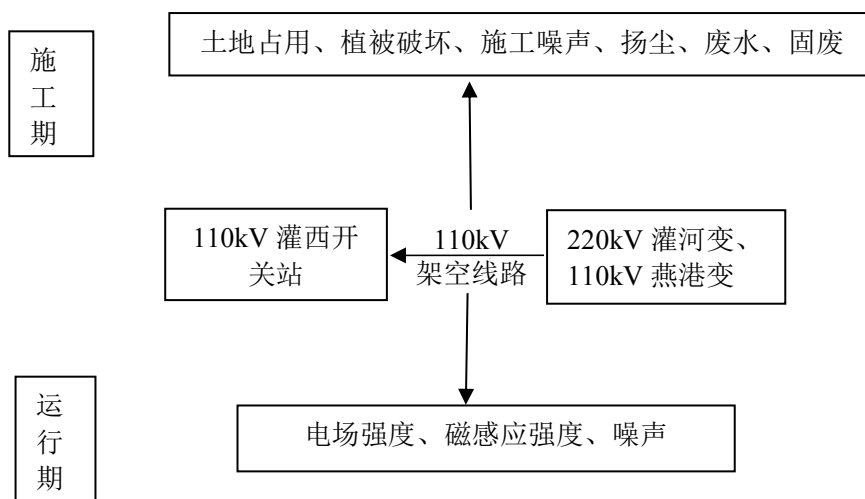 土地占用、植被破坏、施工噪声、扬尘、废水、固废
施
工
期
110kV 灌西开
关站
110kV
架空线路
220kV 灌河变、
110kV 燕港变
运
行
期
电场强度、磁感应强度、噪声